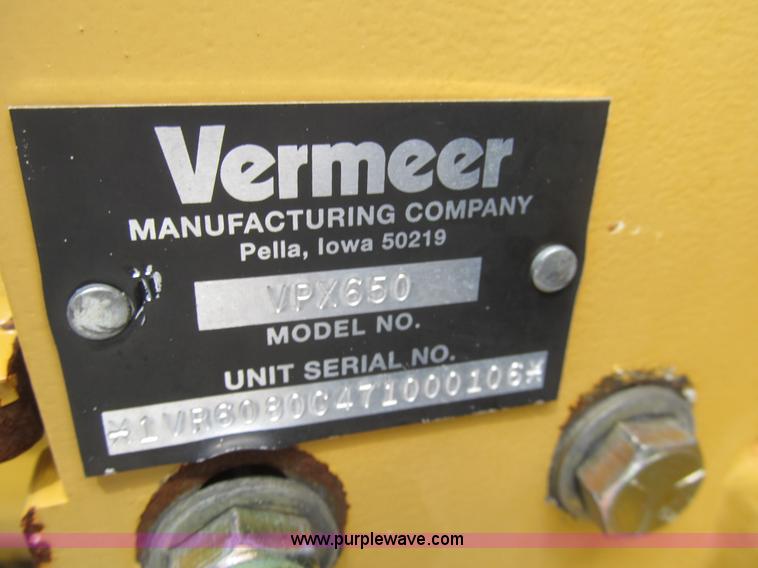 Vermeer
MANUFACTURING COMPANY
Pella, Iowa 50219
VPX650
MODEL NO.
UNIT SERIAL NO.
*1VR6080C471000106*
www.purplewave.com